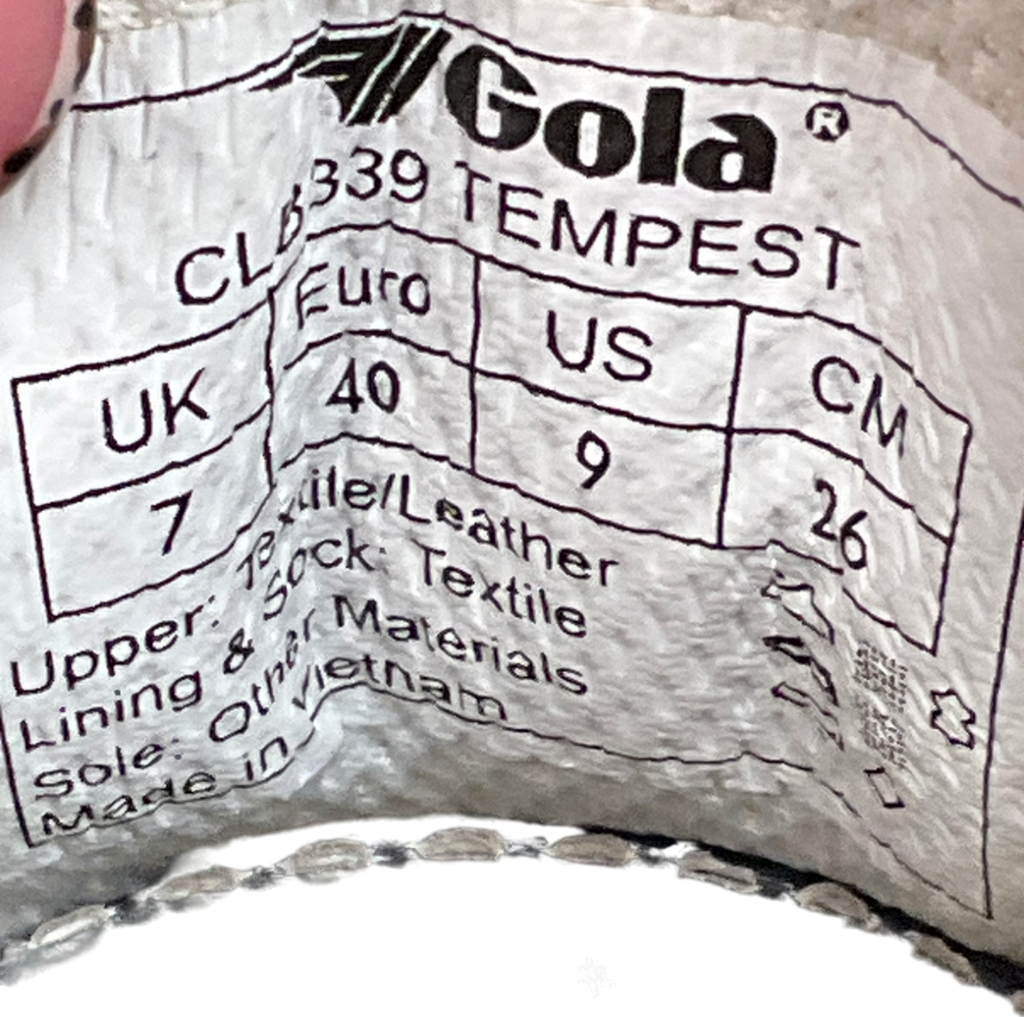 Gola®
CLB339 TEMPEST
UK Euro US CM
7 40 9 26
Upper: Textile/Leather
Lining & Sock: Textile
Sole: Other Materials
Made in Vietnam